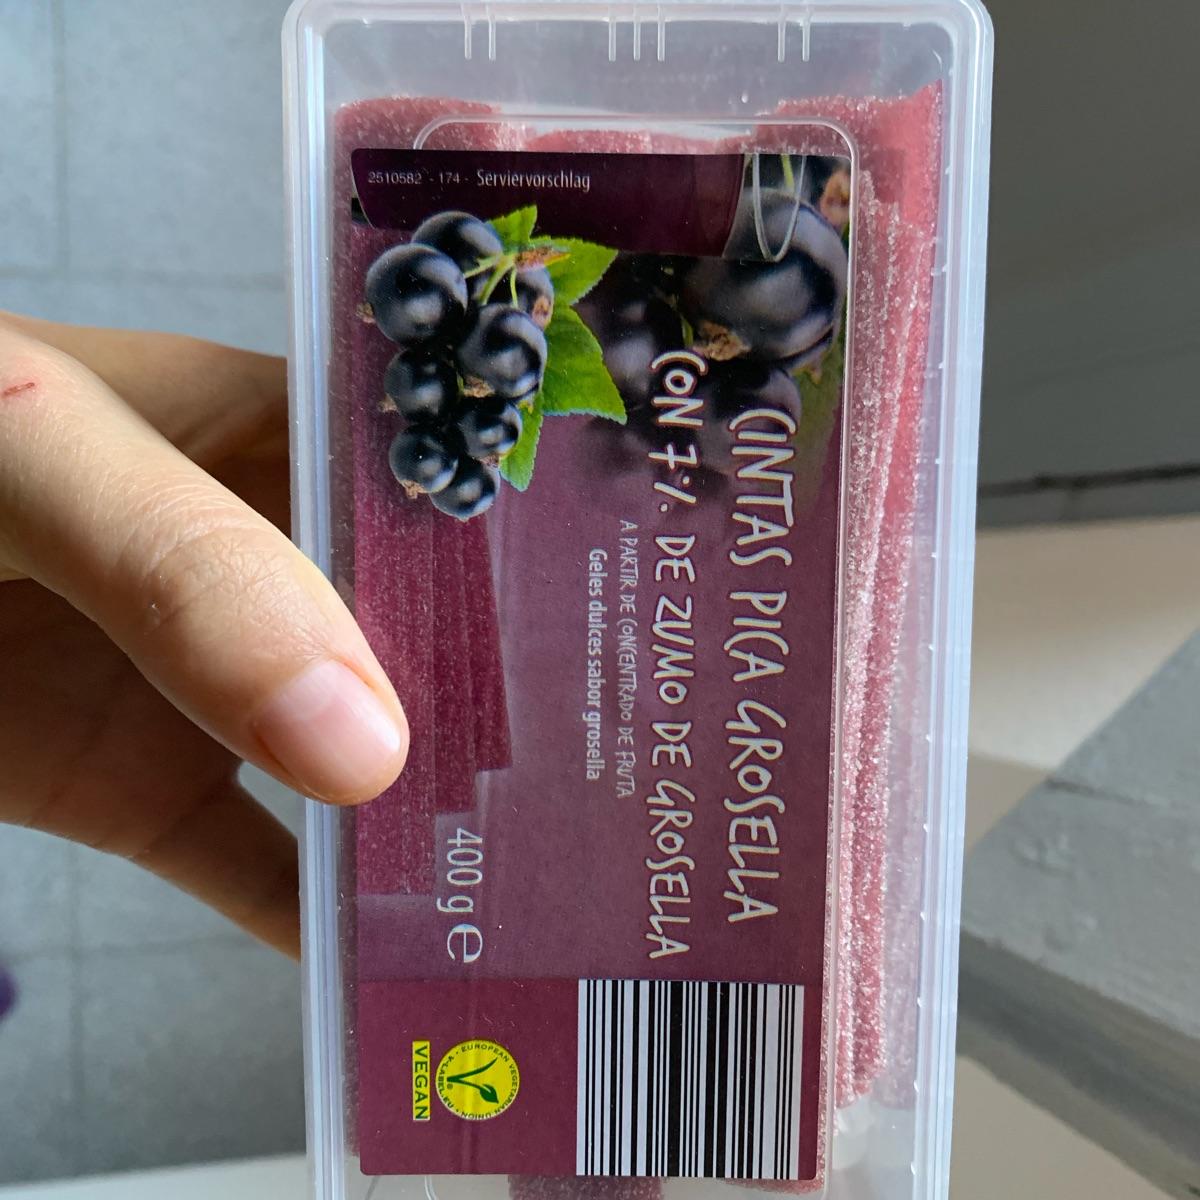 2510582 - 174 - Serviervorschlag
CINTAS PICA GROSELLA
CON 7% DE ZUMO DE GROSELLA
A PARTIR DE CONCENTRADO DE FRUTA
Geles dulces sabor grosella
400 g e
EUROPEAN VEGETARIAN UNION
V-LABEL.EU
VEGAN